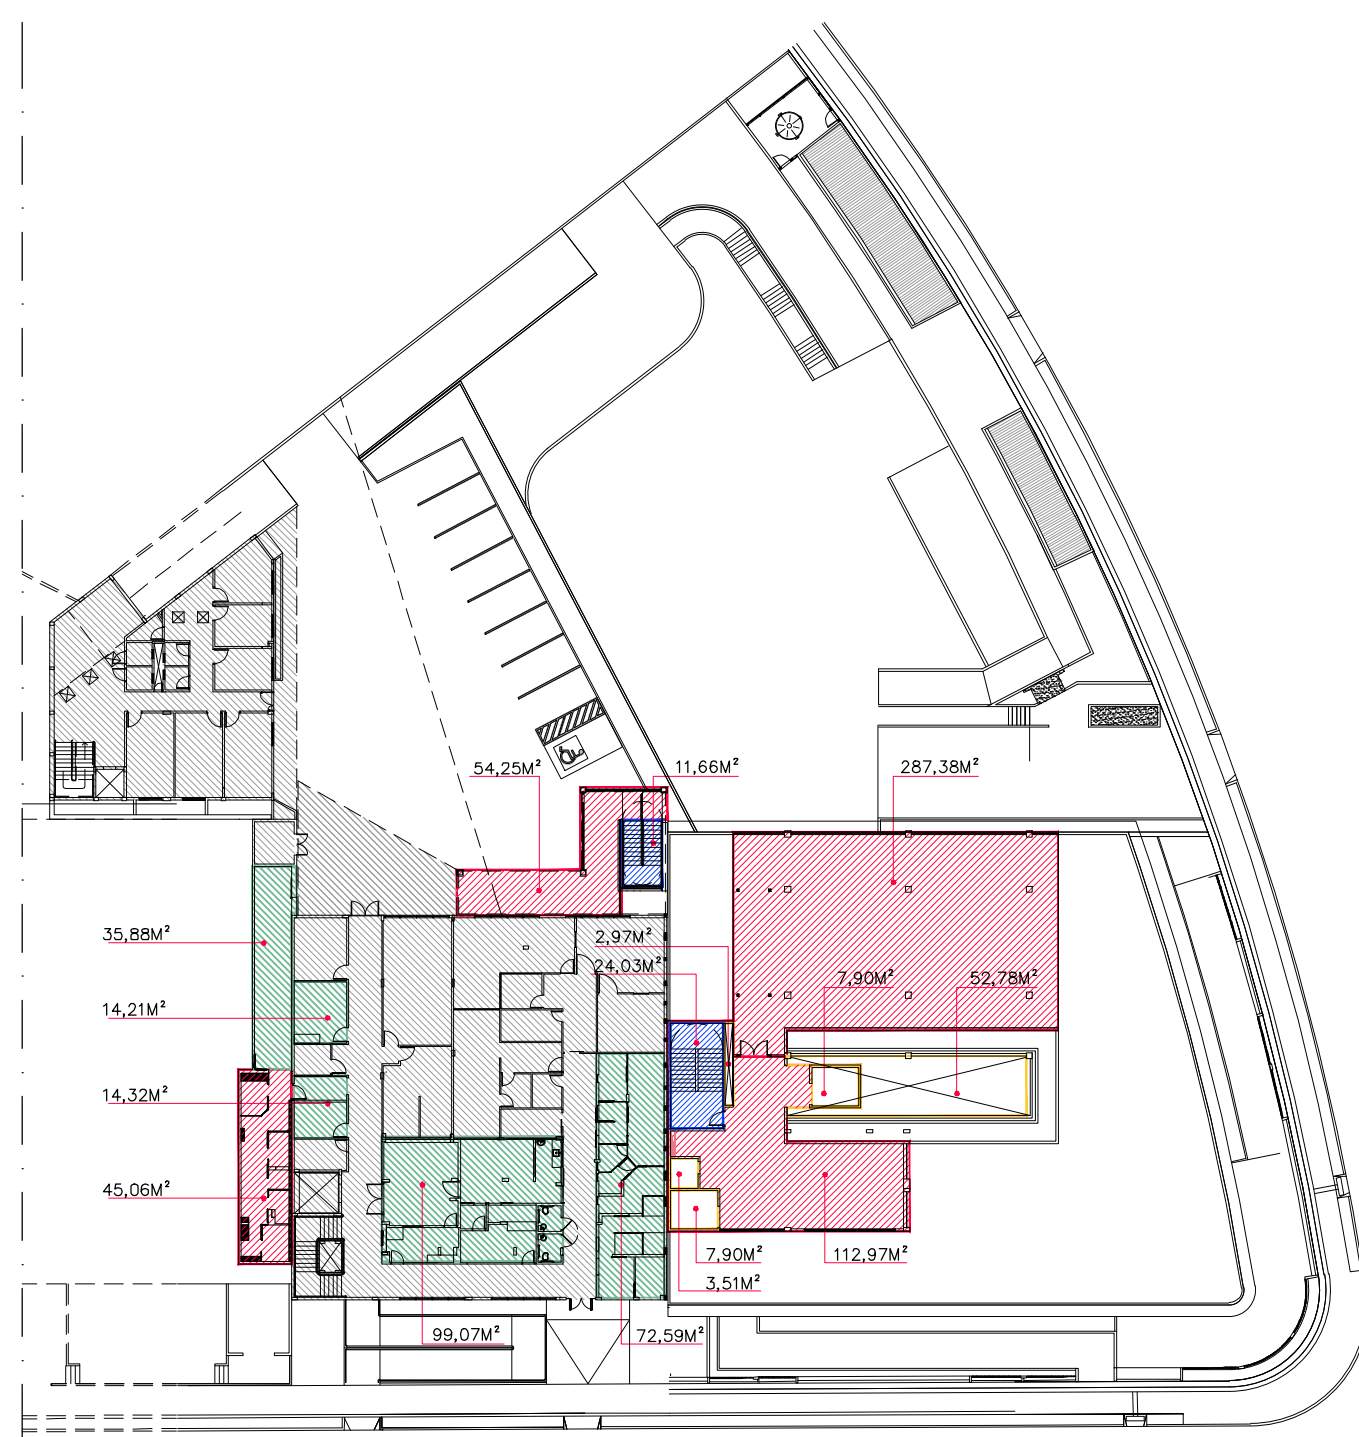 54,25M²
11,66M²
287,38M²
35,88M²
2,97M²
24,03M²
7,90M²
52,78M²
14,21M²
14,32M²
45,06M²
7,90M²
112,97M²
3,51M²
99,07M²
72,59M²